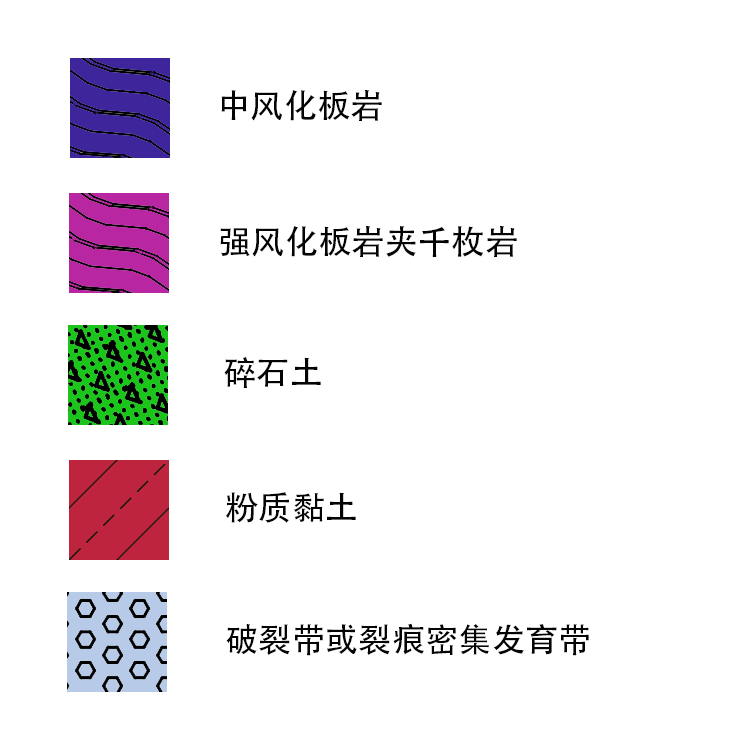 中风化板岩
强风化板岩夹千枚岩
碎石土
粉质黏土
破裂带或裂痕密集发育带